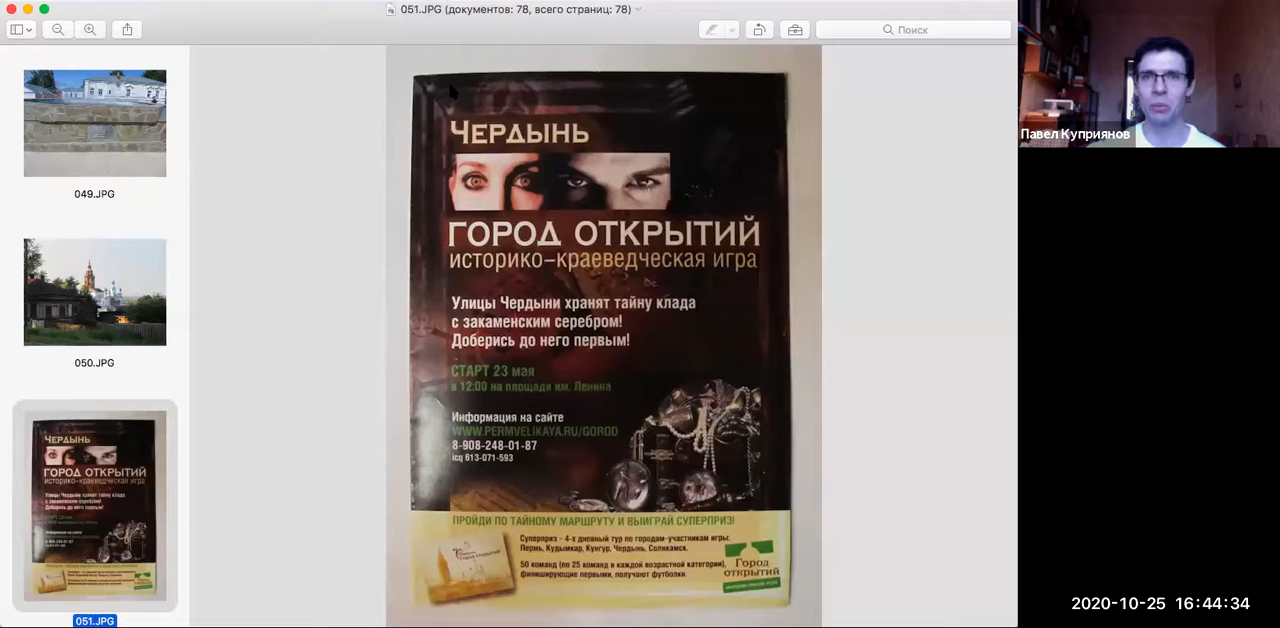 051.JPG (документов: 78, всего страниц: 78)
Поиск
049.JPG
050.JPG
051.JPG
ЧЕРДЫНЬ
ГОРОД ОТКРЫТИЙ
историко-краеведческая игра
Улицы Чердыни хранят тайну клада
с закаменским серебром!
Доберись до него первым!
СТАРТ 23 мая
в 12:00 на площади им. Ленина
Информация на сайте
WWW.PERMVELIKAYA.RU/GOROD
8-908-248-01-87
icq 613-071-593
ПРОЙДИ ПО ТАЙНОМУ МАРШРУТУ И ВЫИГРАЙ СУПЕРПРИЗ!
Суперприз - 4-х дневный тур по городам-участникам игры:
Пермь, Кудымкар, Кунгур, Чердынь, Соликамск.
50 команд (по 25 команд в каждой возрастной категории),
финиширующие первыми, получают футболки.
Город
открытий
Павел Куприянов
2020-10-25 16:44:34